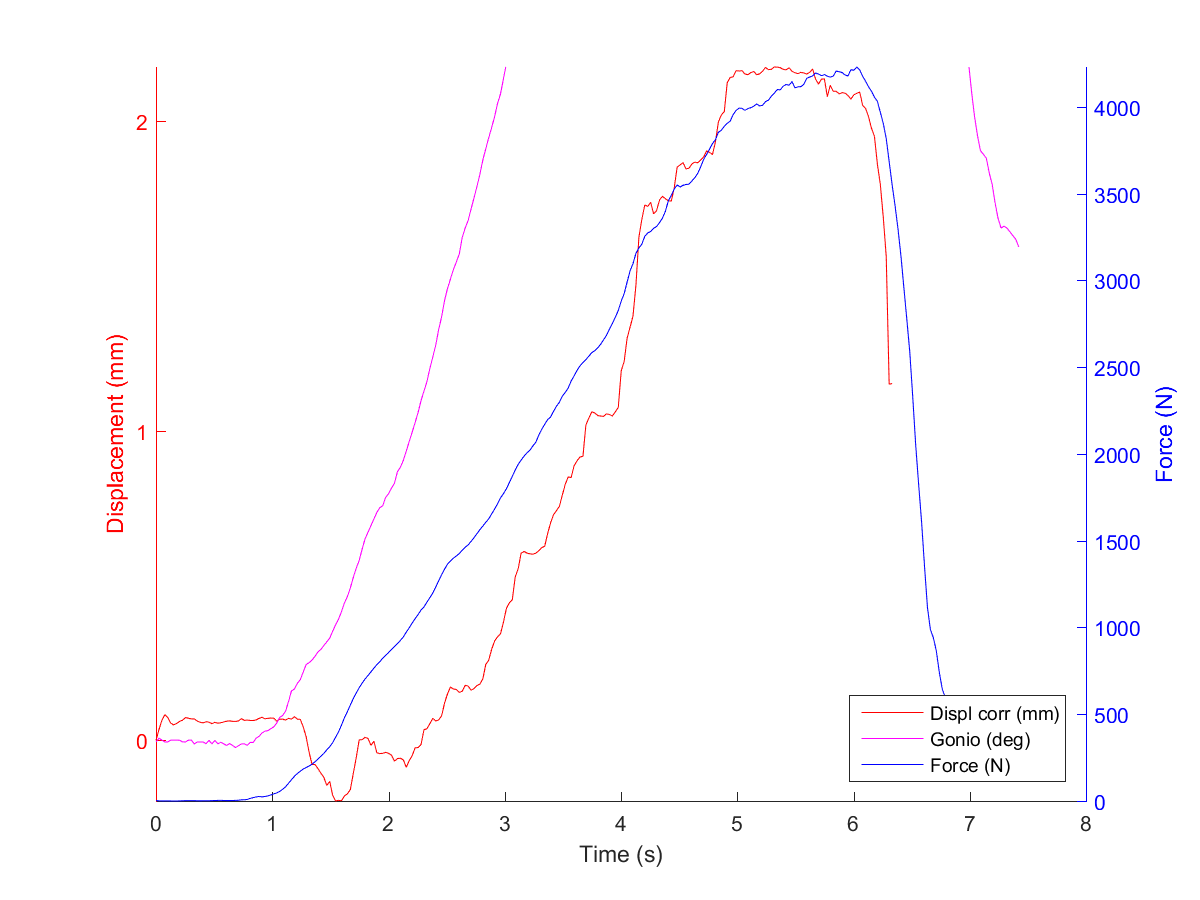 2
1
0
Displacement (mm)
4000
3500
3000
2500
2000
1500
1000
500
0
Force (N)
Displ corr (mm)
Gonio (deg)
Force (N)
0 1 2 3 4 5 6 7 8
Time (s)